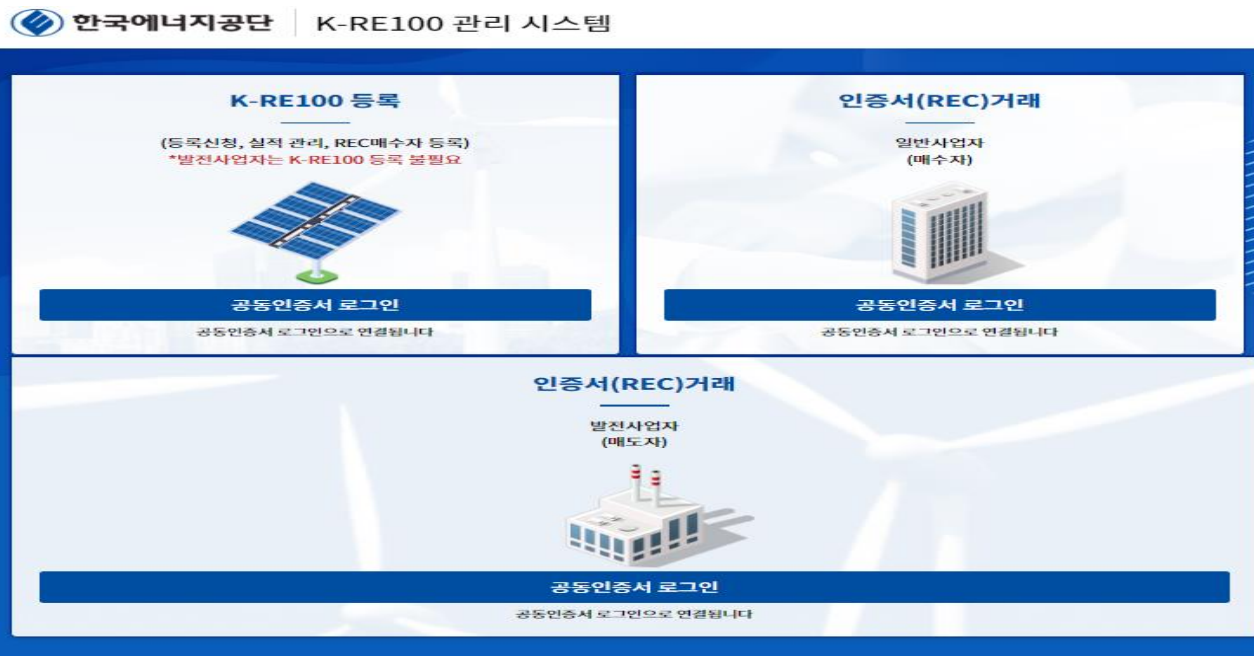 한국에너지공단 K-RE100 관리 시스템
K-RE100 등록
(등록신청, 실적 관리, REC매수자 등록)
*발전사업자는 K-RE100 등록 불필요
공동인증서 로그인
공동인증서 로그인으로 연결됩니다
인증서(REC)거래
일반사업자
(매수자)
공동인증서 로그인
공동인증서 로그인으로 연결됩니다
인증서(REC)거래
발전사업자
(매도자)
공동인증서 로그인
공동인증서 로그인으로 연결됩니다